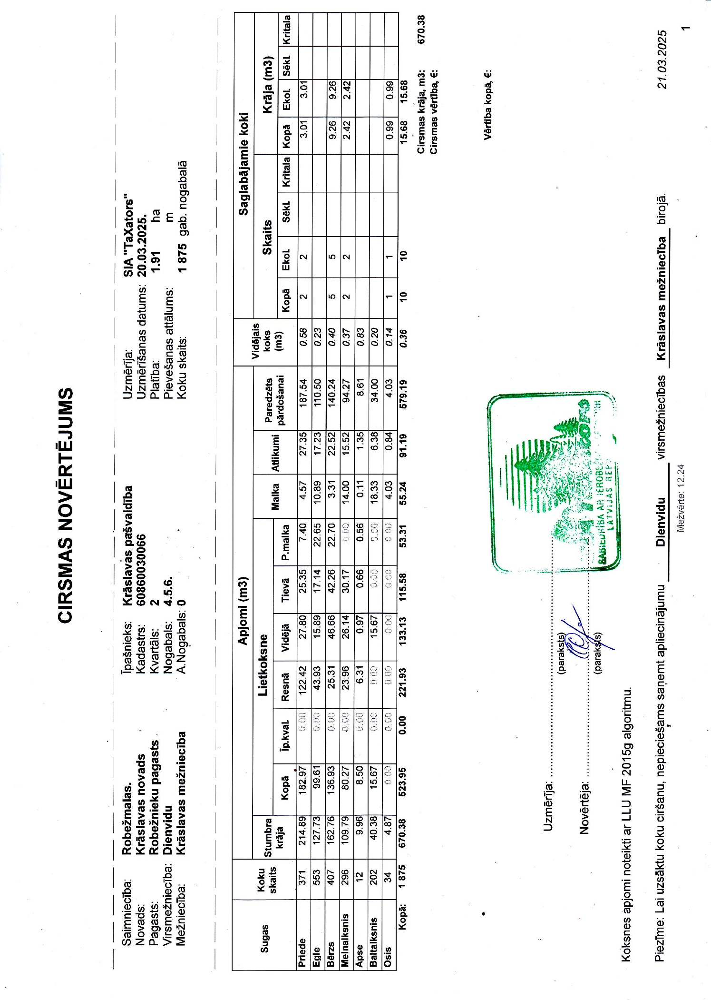 CIRSMAS NOVĒRTĒJUMS
Saimniecība: Robežmalas. Īpašnieks: Krāslavas pašvaldība Uzmērīja: SIA "TaXators"
Novads: Krāslavas novads Kadastrs: 60860030066 Uzmērīšanas datums: 20.03.2025.
Pagasts: Robežnieku pagasts Kvartāls: 2 Platība: 1.91 ha
Virsmežniecība: Dienvidu Nogabals: 4.5.6. Pievešanas attālums: m
Mežniecība: Krāslavas mežniecība A.Nogabals: 0 Koku skaits: 1 875 gab. nogabalā
Sugas Koku skaits Apjomi (m3) Vidējais koks (m3) Saglabājamie koki
Stumbra krāja Lietkoksne Malka Atlikumi Paredzēts pārdošanai Skaits Krāja (m3)
Kopā Īp.kval. Resnā Vidējā Tievā P.malka Kopā Ekol. Sēkl. Kritala Kopā Ekol. Sēkl. Kritala
Priede 371 214.89 182.97 0.00 122.42 27.80 25.35 7.40 4.57 27.35 187.54 0.58 2 2 3.01 3.01
Egle 553 127.73 99.61 0.00 43.93 15.89 17.14 22.65 10.89 17.23 110.50 0.23
Bērzs 407 162.76 136.93 0.00 25.31 46.66 42.26 22.70 3.31 22.52 140.24 0.40 5 5 9.26 9.26
Melnalksnis 296 109.79 80.27 0.00 23.96 26.14 30.17 0.00 14.00 15.52 94.27 0.37 2 2 2.42 2.42
Apse 12 9.96 8.50 0.00 6.31 0.97 0.66 0.56 0.11 1.35 8.61 0.83
Baltalksnis 202 40.38 15.67 0.00 0.00 15.67 0.00 0.00 18.33 6.38 34.00 0.20
Osis 34 4.87 0.00 0.00 0.00 0.00 0.00 0.00 4.03 0.84 4.03 0.14 1 1 0.99 0.99
Kopā: 1 875 670.38 523.95 0.00 221.93 133.13 115.58 53.31 55.24 91.19 579.19 0.36 10 10 15.68 15.68
Cirsmas krāja, m3: 670.38
Cirsmas vērtība, €:
Vērtība kopā, €:
Uzmērīja:
(paraksts)
Novērtēja:
(paraksts)
SABIEDRĪBA AR IEROBEŽ
LATVIJAS REP
Koksnes apjomi noteikti ar LLU MF 2015g algoritmu.
Piezīme: Lai uzsāktu koku ciršanu, nepieciešams saņemt apliecinājumu Dienvidu virsmežniecības Krāslavas mežniecība birojā. 21.03.2025
Mežvērte: 12.24
1